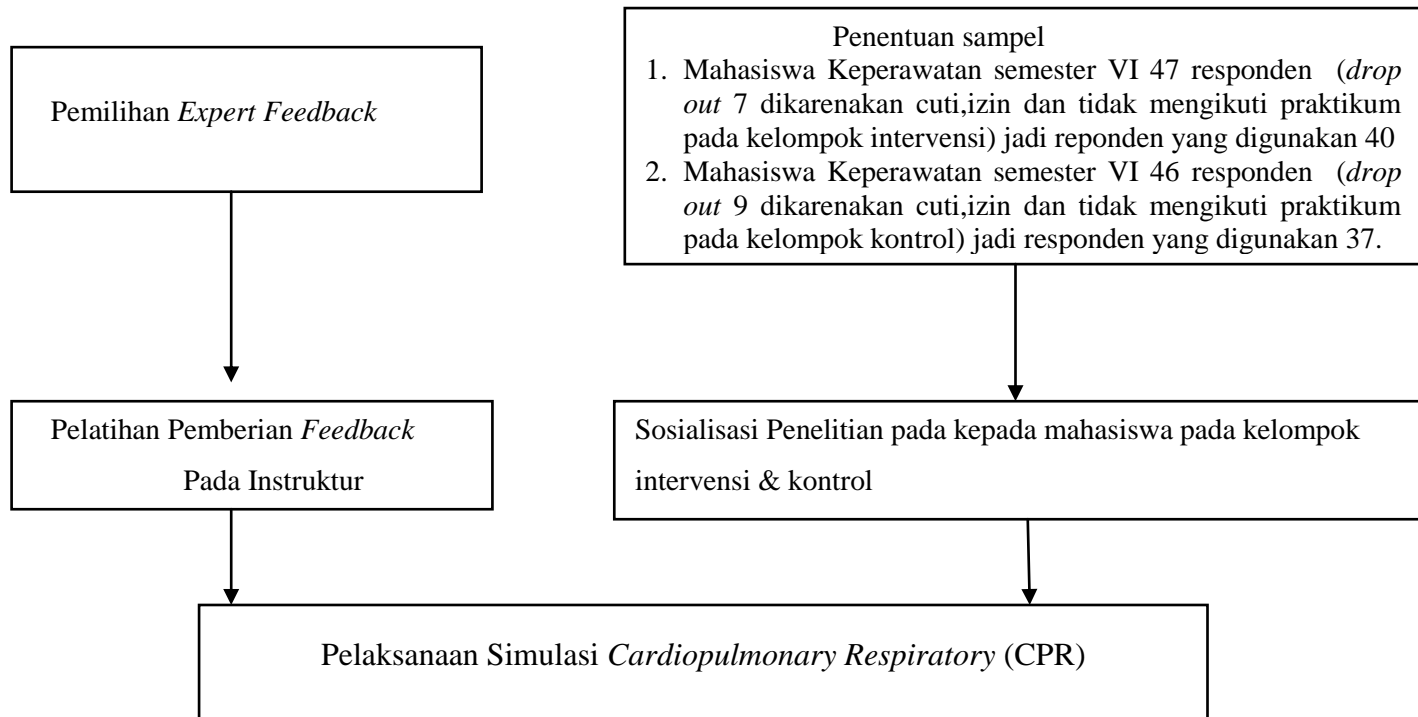 Pemilihan Expert Feedback
Penentuan sampel
1. Mahasiswa Keperawatan semester VI 47 responden (drop
out 7 dikarenakan cuti,izin dan tidak mengikuti praktikum
pada kelompok intervensi) jadi reponden yang digunakan 40
2. Mahasiswa Keperawatan semester VI 46 responden (drop
out 9 dikarenakan cuti,izin dan tidak mengikuti praktikum
pada kelompok kontrol) jadi responden yang digunakan 37.
Pelatihan Pemberian Feedback
Pada Instruktur
Sosialisasi Penelitian pada kepada mahasiswa pada kelompok
intervensi & kontrol
Pelaksanaan Simulasi Cardiopulmonary Respiratory (CPR)